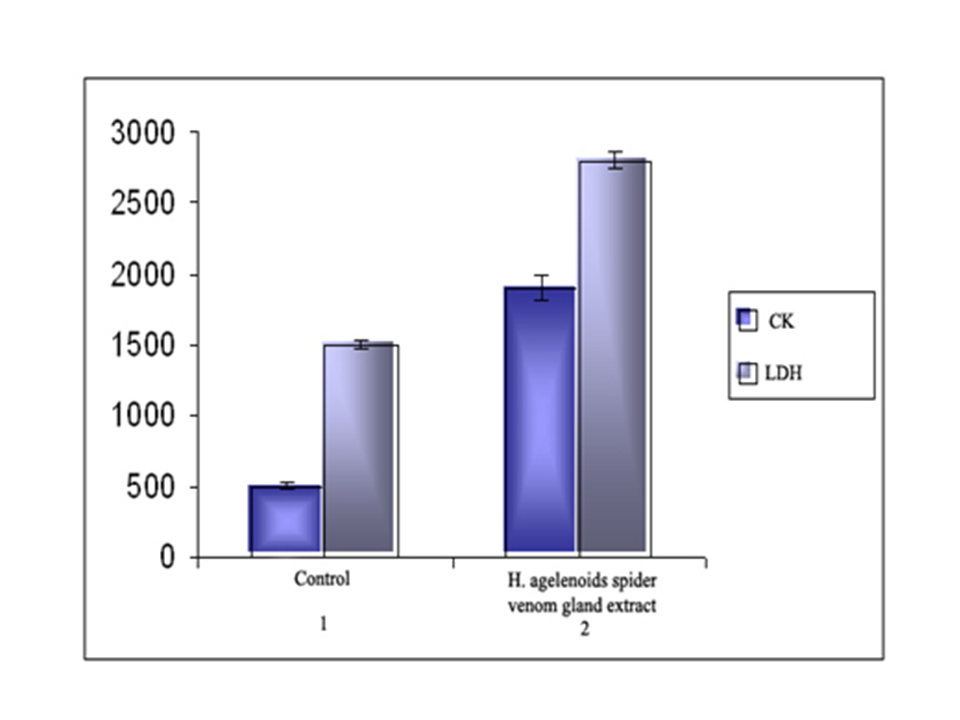 3000
2500
2000
1500
1000
500
0
Control
1
H. agelenoids spider
venom gland extract
2
CK
LDH